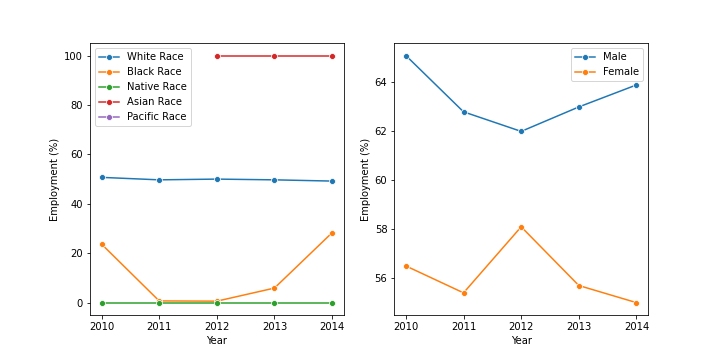 100
80
60
40
20
0
Employment (%)
White Race
Black Race
Native Race
Asian Race
Pacific Race
2010 2011 2012 2013 2014
Year
64
62
60
58
56
Employment (%)
Male
Female
2010 2011 2012 2013 2014
Year